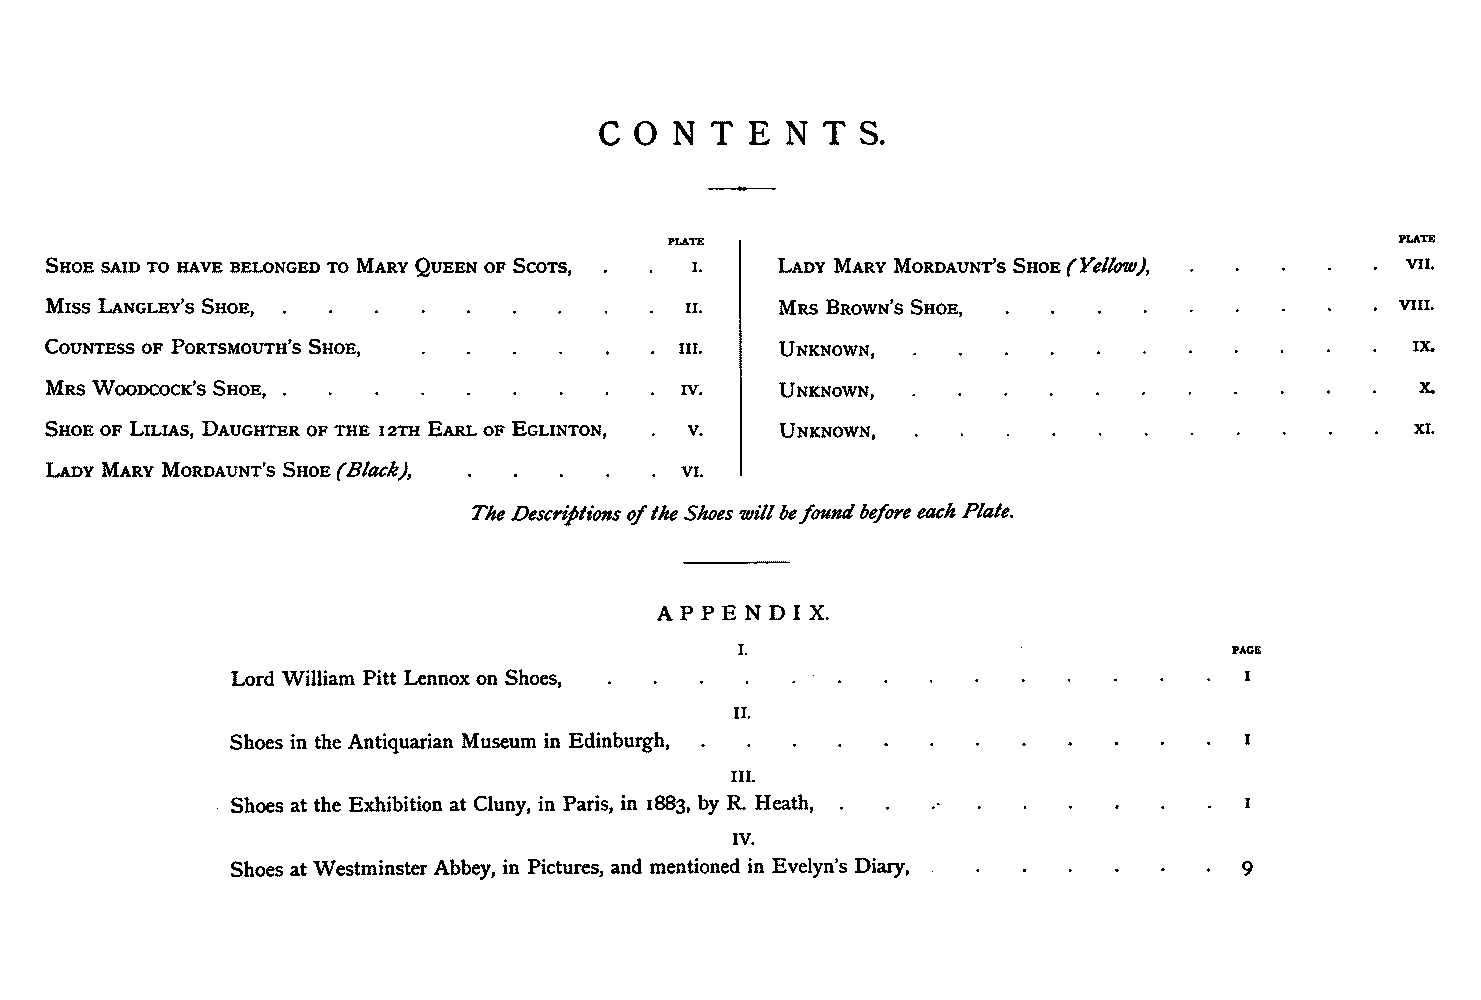 CONTENTS.
PLATE
SHOE SAID TO HAVE BELONGED TO MARY QUEEN OF SCOTS, . . I.
MISS LANGLEY'S SHOE, . . . . . . . . . II.
COUNTESS OF PORTSMOUTH'S SHOE, . . . . . . III.
MRS WOODCOCK'S SHOE, . . . . . . . . . IV.
SHOE OF LILIAS, DAUGHTER OF THE 12TH EARL OF EGLINTON, . V.
LADY MARY MORDAUNT'S SHOE (Black), . . . . . VI.
PLATE
LADY MARY MORDAUNT'S SHOE (Yellow), . . . . . VII.
MRS BROWN'S SHOE, . . . . . . . . . VIII.
UNKNOWN, . . . . . . . . . . . IX.
UNKNOWN, . . . . . . . . . . . X.
UNKNOWN, . . . . . . . . . . . XI.
The Descriptions of the Shoes will be found before each Plate.
APPENDIX.
I.
PAGE
Lord William Pitt Lennox on Shoes, . . . . . . . . . . . . . . 1
II.
Shoes in the Antiquarian Museum in Edinburgh, . . . . . . . . . . . . 1
III.
Shoes at the Exhibition at Cluny, in Paris, in 1883, by R. Heath, . . . . . . . . . 1
IV.
Shoes at Westminster Abbey, in Pictures, and mentioned in Evelyn's Diary, . . . . . . . 9